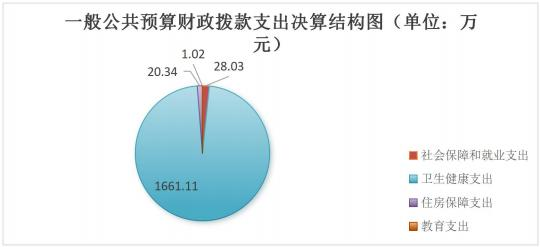 一般公共预算财政拨款支出决算结构图（单位：万
元）
1.02
20.34
28.03
1661.11
社会保障和就业支出
卫生健康支出
住房保障支出
教育支出